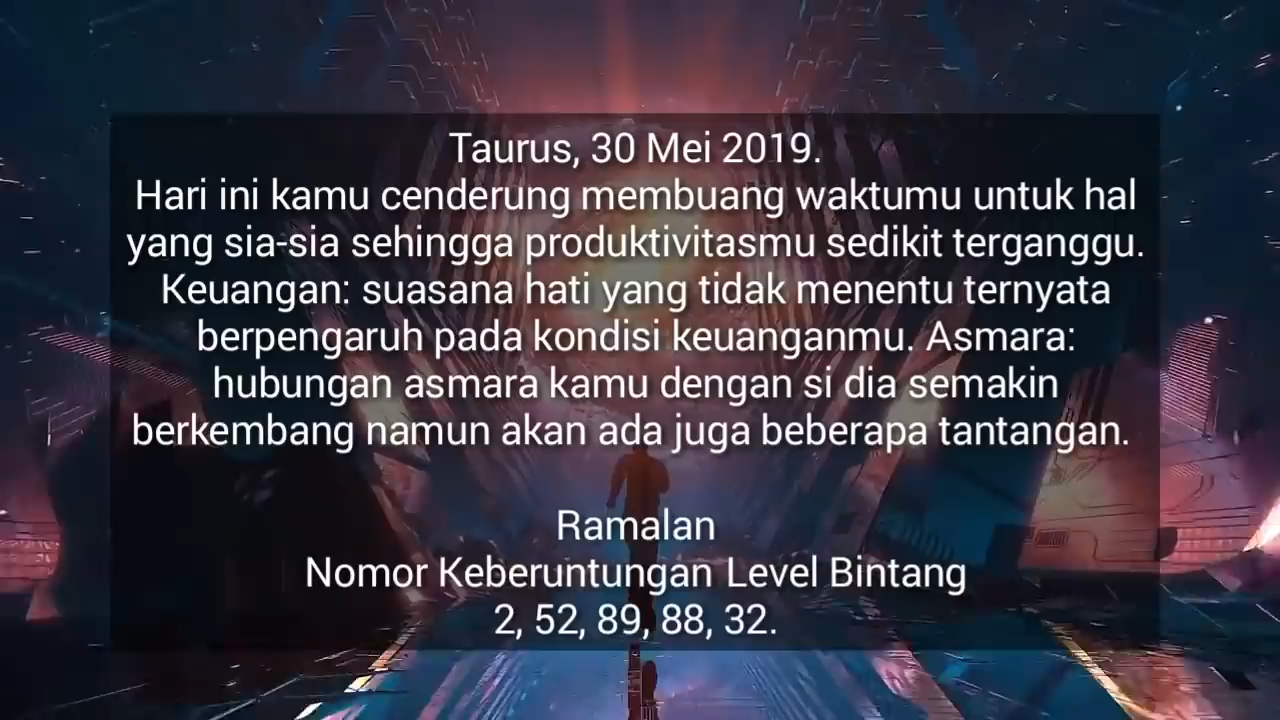 Taurus, 30 Mei 2019.
Hari ini kamu cenderung membuang waktumu untuk hal
yang sia-sia sehingga produktivitasmu sedikit terganggu.
Keuangan: suasana hati yang tidak menentu ternyata
berpengaruh pada kondisi keuanganmu. Asmara:
hubungan asmara kamu dengan si dia semakin
berkembang namun akan ada juga beberapa tantangan.
Ramalan
Nomor Keberuntungan Level Bintang
2, 52, 89, 88, 32.